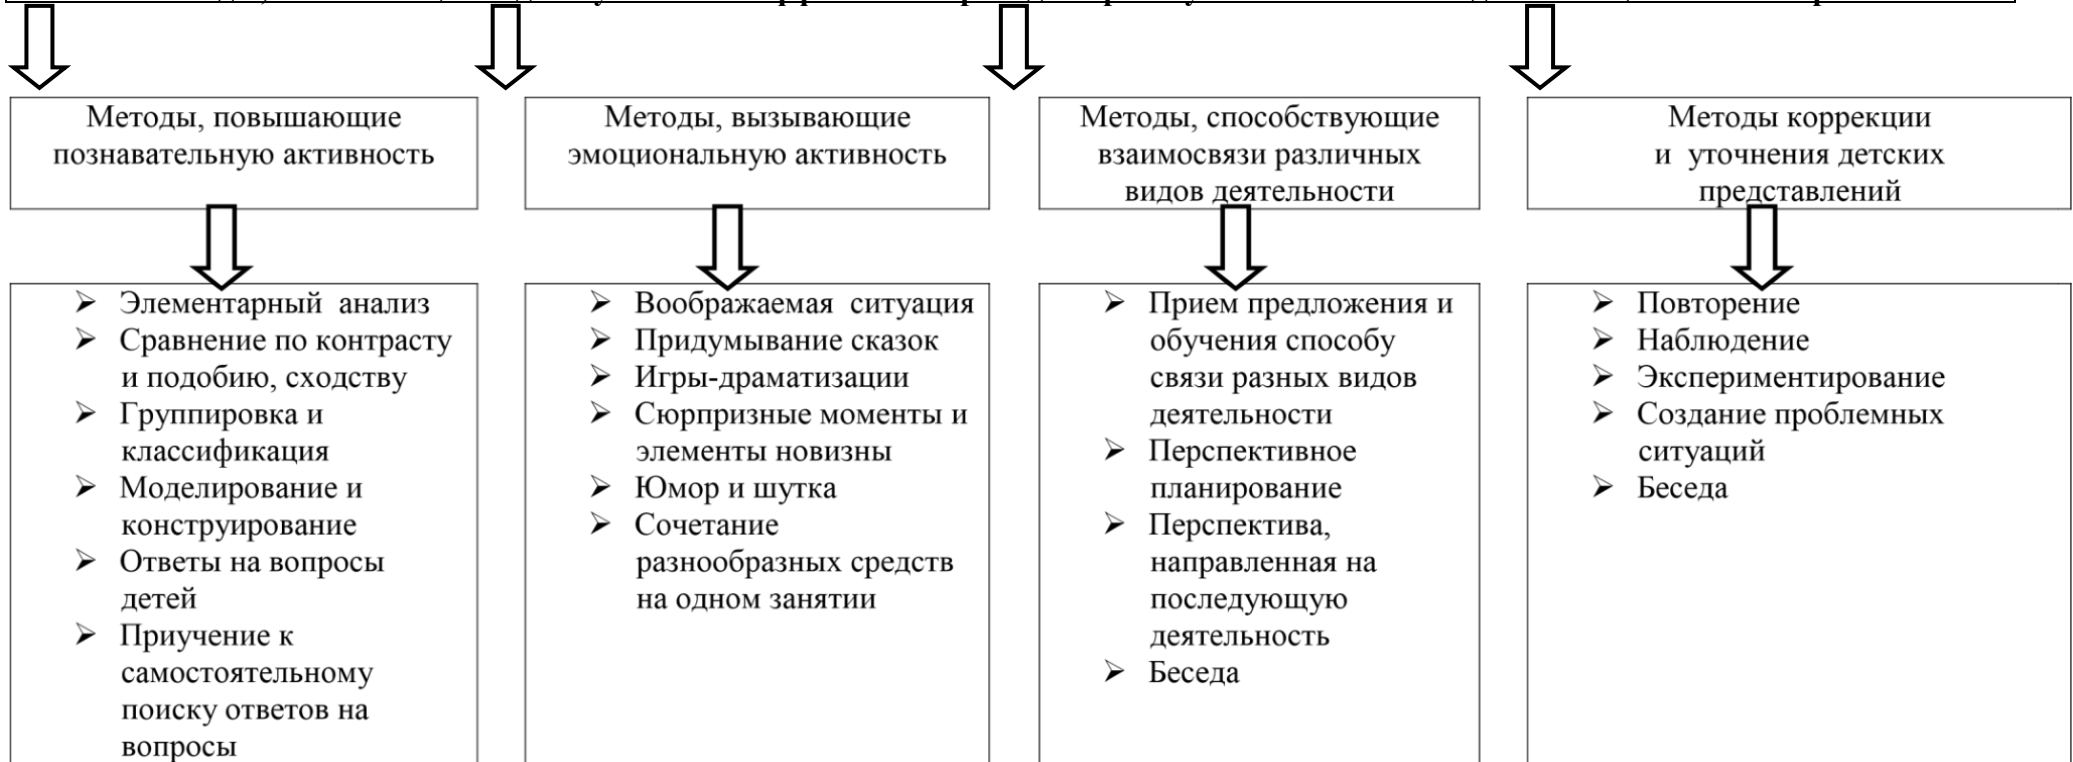 Методы, повышающие
познавательную активность
Элементарный анализ
Сравнение по контрасту
и подобию, сходству
Группировка и
классификация
Моделирование и
конструирование
Ответы на вопросы
детей
Приучение к
самостоятельному
поиску ответов на
вопросы
Методы, вызывающие
эмоциональную активность
Воображаемая ситуация
Придумывание сказок
Игры-драматизации
Сюрпризные моменты и
элементы новизны
Юмор и шутка
Сочетание
разнообразных средств
на одном занятии
Методы, способствующие
взаимосвязи различных
видов деятельности
Прием предложения и
обучения способу
связи разных видов
деятельности
Перспективное
планирование
Перспектива,
направленная на
последующую
деятельность
Беседа
Методы коррекции
и уточнения детских
представлений
Повторение
Наблюдение
Экспериментирование
Создание проблемных
ситуаций
Беседа